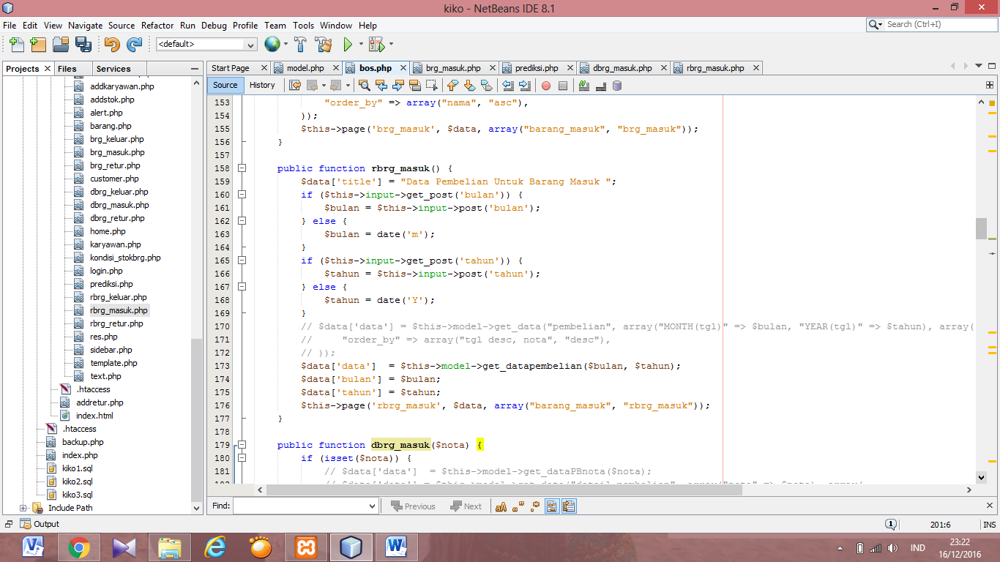 kiko - NetBeans IDE 8.1
File Edit View Navigate Source Refactor Run Debug Profile Team Tools Window Help
Search (Ctrl+I)
<default>
Projects Files Services
addkaryawan.php
addstok.php
alert.php
barang.php
brg_keluar.php
brg_masuk.php
brg_retur.php
customer.php
dbrg_keluar.php
dbrg_masuk.php
dbrg_retur.php
home.php
karyawan.php
kondisi_stokbrg.php
login.php
prediksi.php
rbrg_keluar.php
rbrg_masuk.php
rbrg_retur.php
res.php
sidebar.php
template.php
text.php
.htaccess
addretur.php
index.html
.htaccess
backup.php
index.php
kiko1.sql
kiko2.sql
kiko3.sql
Include Path
Start Page model.php bos.php brg_masuk.php prediksi.php dbrg_masuk.php rbrg_masuk.php
Source History
153 "order_by" => array("nama", "asc"),
154 ));
155 $this->page('brg_masuk', $data, array("barang_masuk", "brg_masuk"));
156 }
157
158 public function rbrg_masuk() {
159 $data['title'] = "Data Pembelian Untuk Barang Masuk ";
160 if ($this->input->get_post('bulan')) {
161 $bulan = $this->input->post('bulan');
162 } else {
163 $bulan = date('m');
164 }
165 if ($this->input->get_post('tahun')) {
166 $tahun = $this->input->post('tahun');
167 } else {
168 $tahun = date('Y');
169 }
170 // $data['data'] = $this->model->get_data("pembelian", array("MONTH(tgl)" => $bulan, "YEAR(tgl)" => $tahun), array(
171 // "order_by" => array("tgl desc, nota", "desc"),
172 // ));
173 $data['data'] = $this->model->get_datapembelian($bulan, $tahun);
174 $data['bulan'] = $bulan;
175 $data['tahun'] = $tahun;
176 $this->page('rbrg_masuk', $data, array("barang_masuk", "rbrg_masuk"));
177 }
178
179 public function dbrg_masuk($nota) {
180 if (isset($nota)) {
181 // $data['data'] = $this->model->get_dataPBnota($nota);
Find: Previous Next
Output
1 201:6 INS
IND
23:22
16/12/2016